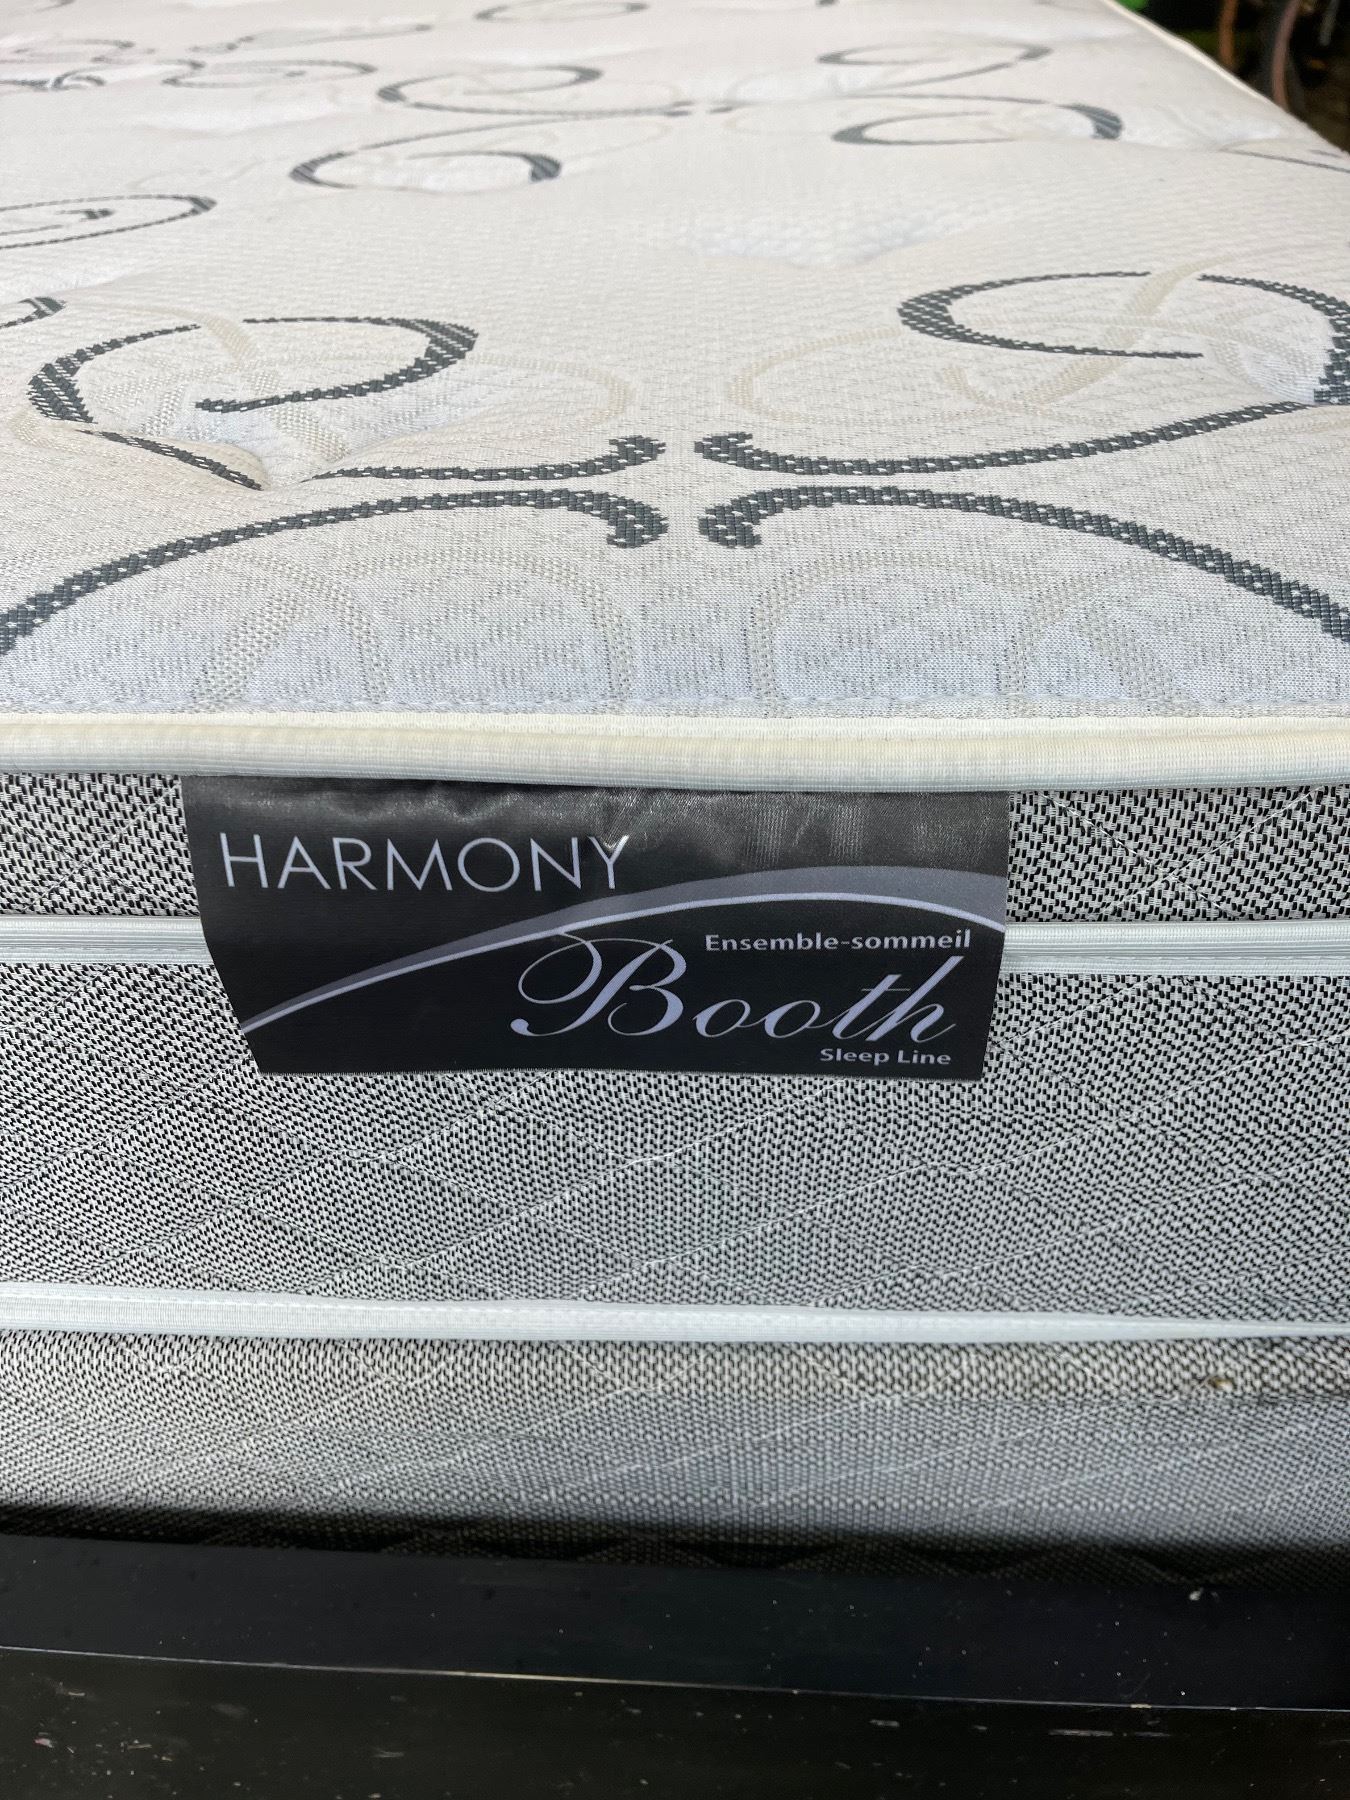 HARMONY
Ensemble-sommeil
Booth
Sleep Line